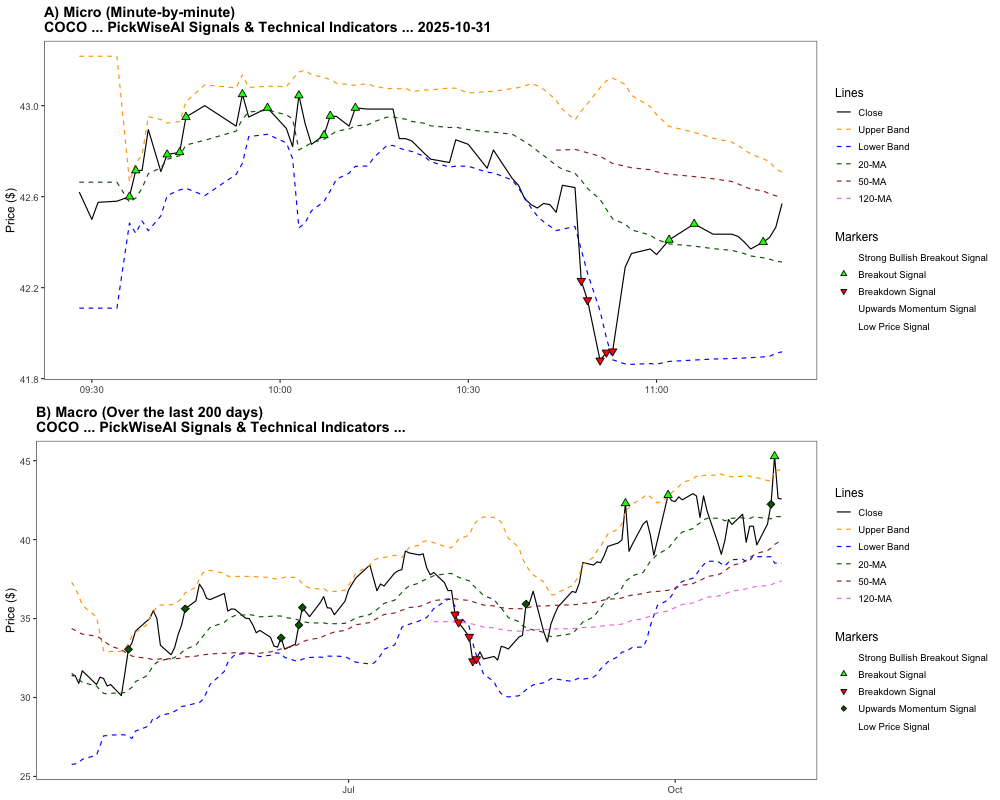 A) Micro (Minute-by-minute)
COCO ... PickWiseAI Signals & Technical Indicators ... 2025-10-31
Price ($)
43.0
42.6
42.2
41.8
09:30
10:00
10:30
11:00
Lines
Close
Upper Band
Lower Band
20-MA
50-MA
120-MA
Markers
Strong Bullish Breakout Signal
Breakout Signal
Breakdown Signal
Upwards Momentum Signal
Low Price Signal
B) Macro (Over the last 200 days)
COCO ... PickWiseAI Signals & Technical Indicators ...
Price ($)
45
40
35
30
25
Jul
Oct
Lines
Close
Upper Band
Lower Band
20-MA
50-MA
120-MA
Markers
Strong Bullish Breakout Signal
Breakout Signal
Breakdown Signal
Upwards Momentum Signal
Low Price Signal